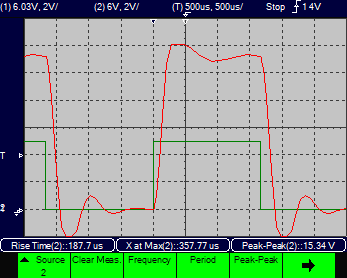 (1) 6.03V, 2V/ (2) 6V, 2V/ (T) 500us, 500us/ Stop 1 4V
T
2
Rise Time(2)::187.7 us X at Max(2)::357.77 us Peak-Peak(2)::15.34 V
Source Clear Meas. Frequency Period Peak-Peak
2